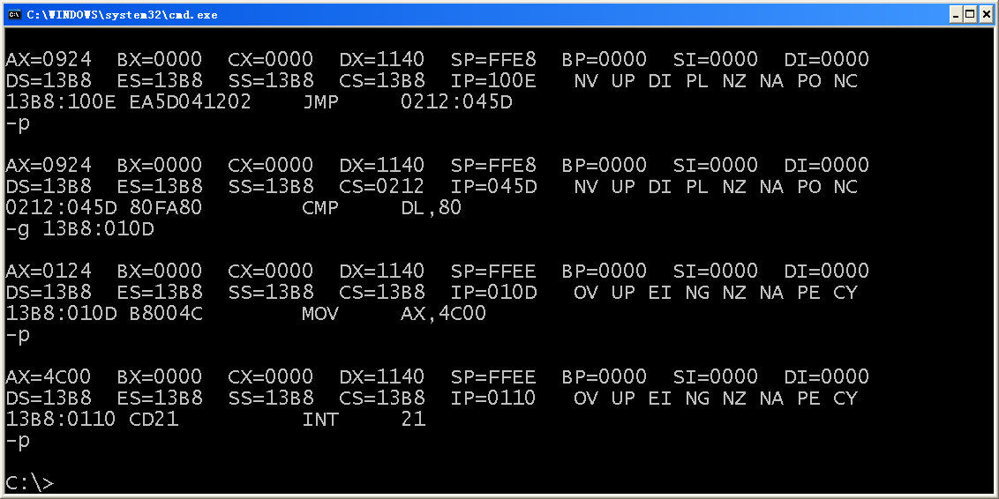 C:\WINDOWS\system32\cmd.exe
AX=0924 BX=0000 CX=0000 DX=1140 SP=FFE8 BP=0000 SI=0000 DI=0000
DS=13B8 ES=13B8 SS=13B8 CS=13B8 IP=100E NV UP DI PL NZ NA PO NC
13B8:100E EA5D041202 JMP 0212:045D
-p
AX=0924 BX=0000 CX=0000 DX=1140 SP=FFE8 BP=0000 SI=0000 DI=0000
DS=13B8 ES=13B8 SS=13B8 CS=0212 IP=045D NV UP DI PL NZ NA PO NC
0212:045D 80FA80 CMP DL,80
-g 13B8:010D
AX=0124 BX=0000 CX=0000 DX=1140 SP=FFEE BP=0000 SI=0000 DI=0000
DS=13B8 ES=13B8 SS=13B8 CS=13B8 IP=010D OV UP EI NG NZ NA PE CY
13B8:010D B8004C MOV AX,4C00
-p
AX=4C00 BX=0000 CX=0000 DX=1140 SP=FFEE BP=0000 SI=0000 DI=0000
DS=13B8 ES=13B8 SS=13B8 CS=13B8 IP=0110 OV UP EI NG NZ NA PE CY
13B8:0110 CD21 INT 21
-p
C:\>